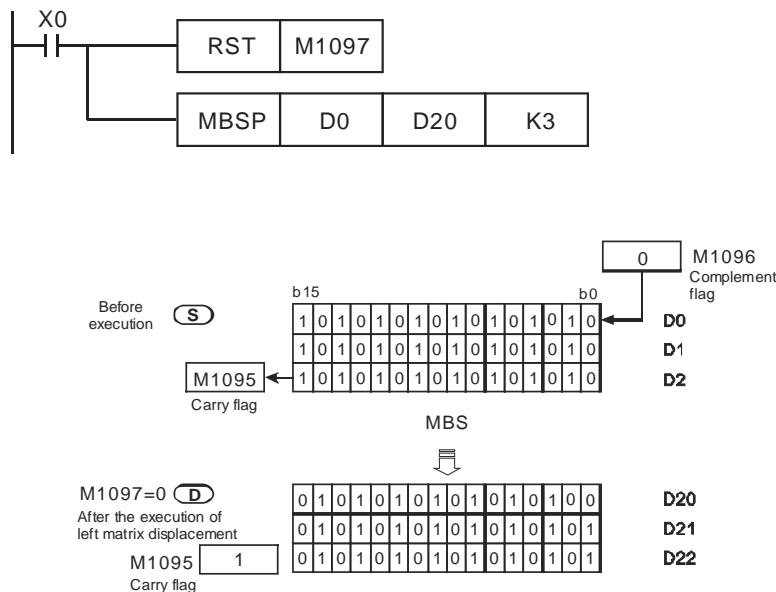 X0
RST M1097
MBSP D0 D20 K3
0 M1096
Complement
flag
b15 b0
Before
execution S
1 0 1 0 1 0 1 0 1 0 1 0 1 0 1 0 D0
1 0 1 0 1 0 1 0 1 0 1 0 1 0 1 0 D1
M1095 1 0 1 0 1 0 1 0 1 0 1 0 1 0 1 0 D2
Carry flag
MBS
M1097=0 D
After the execution of
left matrix displacement
0 1 0 1 0 1 0 1 0 1 0 1 0 1 0 0 D20
0 1 0 1 0 1 0 1 0 1 0 1 0 1 0 1 D21
M1095 1 0 1 0 1 0 1 0 1 0 1 0 1 0 1 0 1 D22
Carry flag